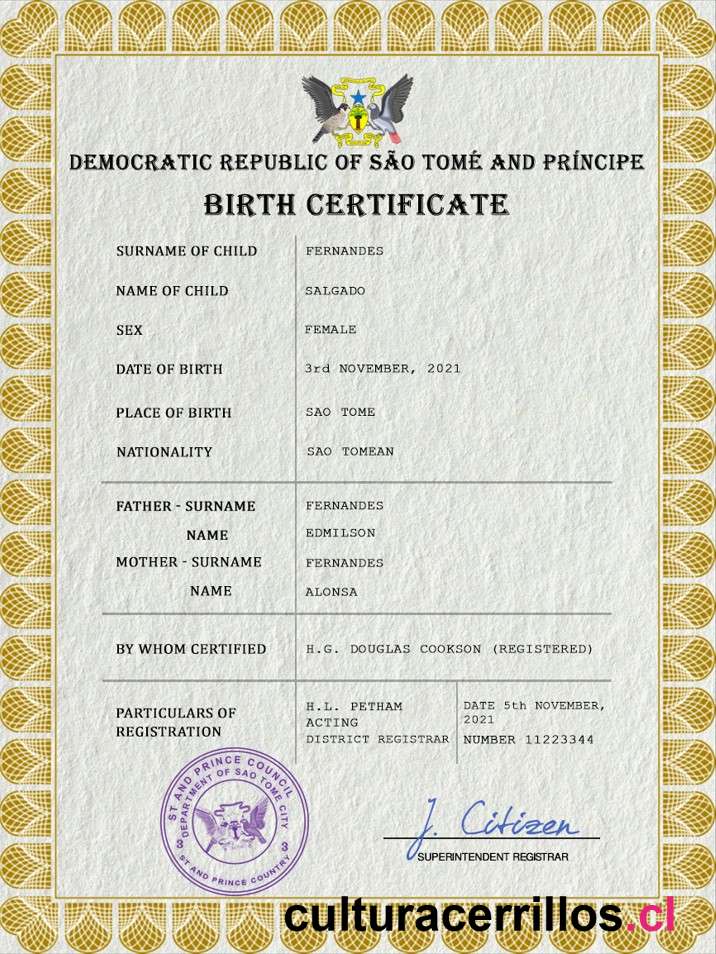 DEMOCRATIC REPUBLIC OF SÃO TOMÉ AND PRÍNCIPE
BIRTH CERTIFICATE
SURNAME OF CHILD FERNANDES
NAME OF CHILD SALGADO
SEX FEMALE
DATE OF BIRTH 3rd NOVEMBER, 2021
PLACE OF BIRTH SAO TOME
NATIONALITY SAO TOMEAN
FATHER - SURNAME FERNANDES
NAME EDMILSON
MOTHER - SURNAME FERNANDES
NAME ALONSA
BY WHOM CERTIFIED H.G. DOUGLAS COOKSON (REGISTERED)
PARTICULARS OF
REGISTRATION
H.L. PETHAM
ACTING
DISTRICT REGISTRAR
DATE 5th NOVEMBER,
2021
NUMBER 11223344
ST AND PRINCE COUNCIL
DEPARTMENT OF SAO TOME CITY
3 3
ST AND PRINCE COUNTRY
J. Citizen
SUPERINTENDENT REGISTRAR
culturacerrillos.cl